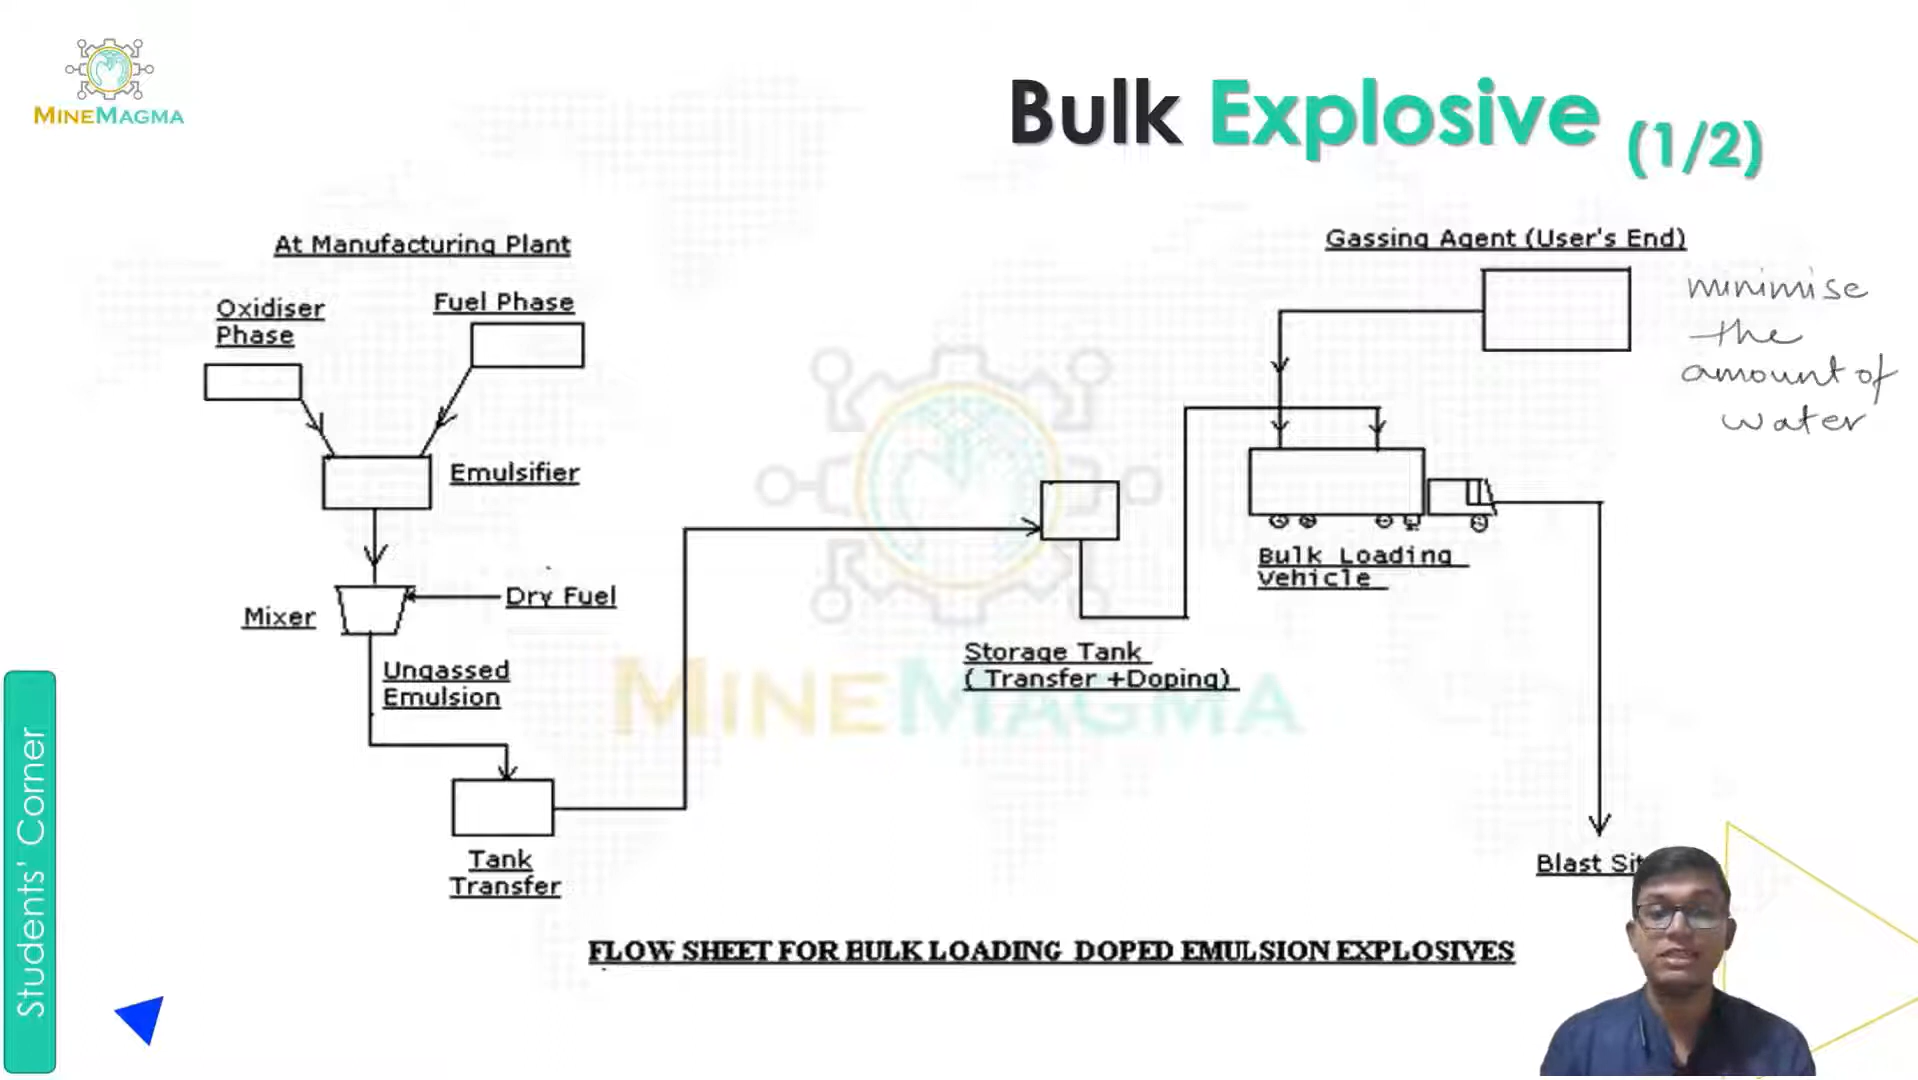 MINEMAGMA
Bulk Explosive (1/2)
At Manufacturing Plant
Oxidiser
Phase
Fuel Phase
Emulsifier
Mixer
Dry Fuel
Ungassed
Emulsion
Tank
Transfer
Storage Tank
( Transfer +Doping)
Gassing Agent (User's End)
minimise
the
amount of
water
Bulk Loading
Vehicle
Blast
FLOW SHEET FOR BULK LOADING DOPED EMULSION EXPLOSIVES
Students' Corner
MINEMAGMA